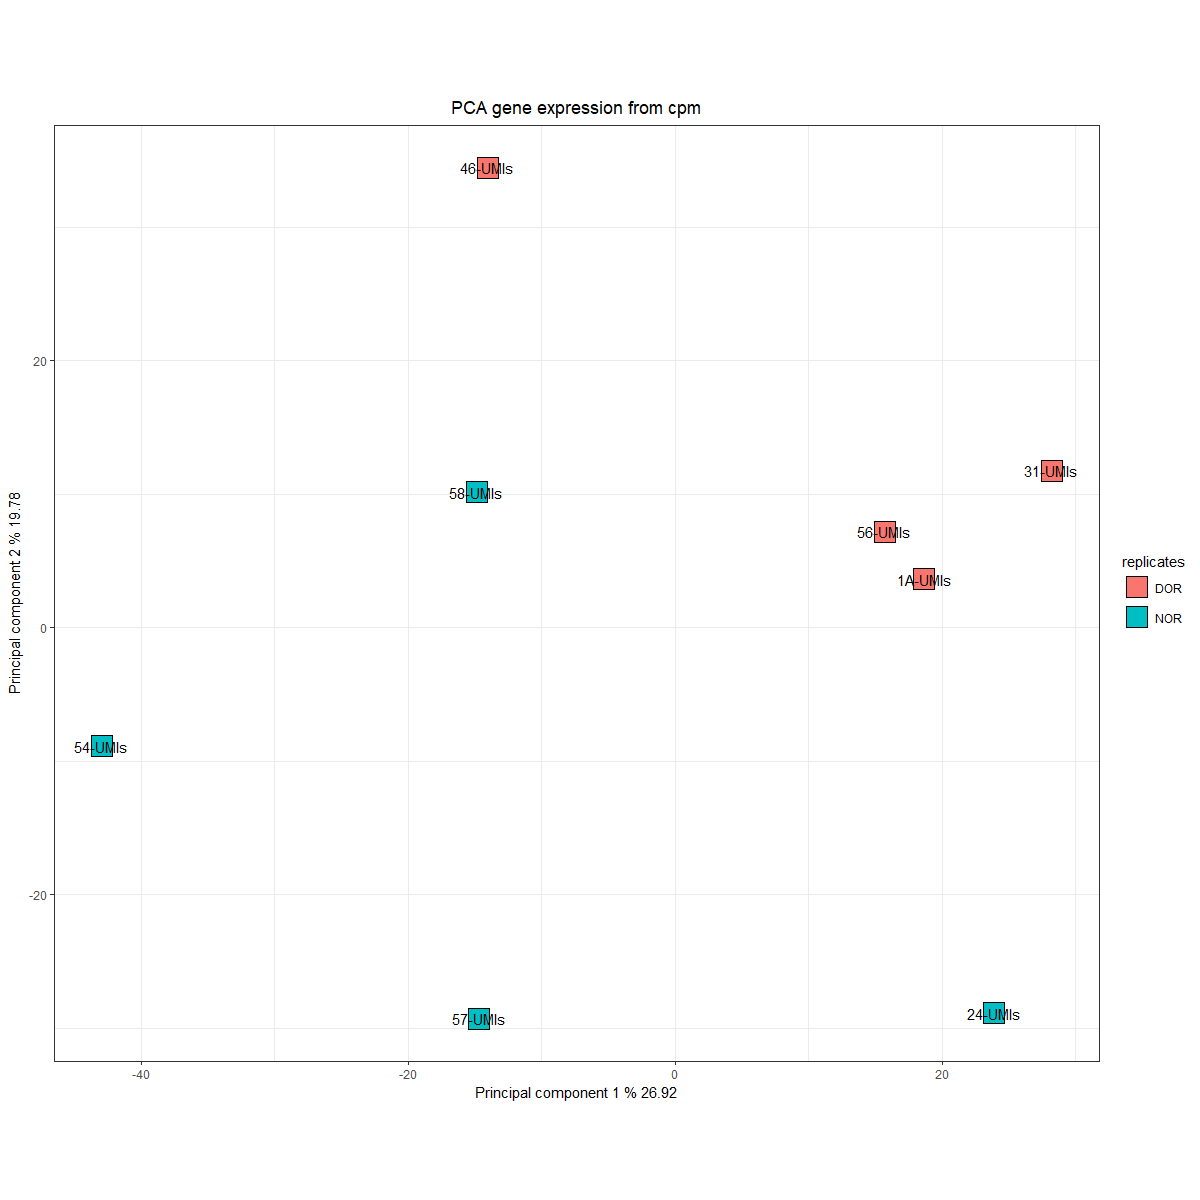 PCA gene expression from cpm
46-UMIs
20
31-UMIs
58-UMIs
56-UMIs
1A-UMIs
replicates
DOR
NOR
Principal component 2 % 19.78
0
54-UMIs
-20
57-UMIs
24-UMIs
-40
-20
0
20
Principal component 1 % 26.92